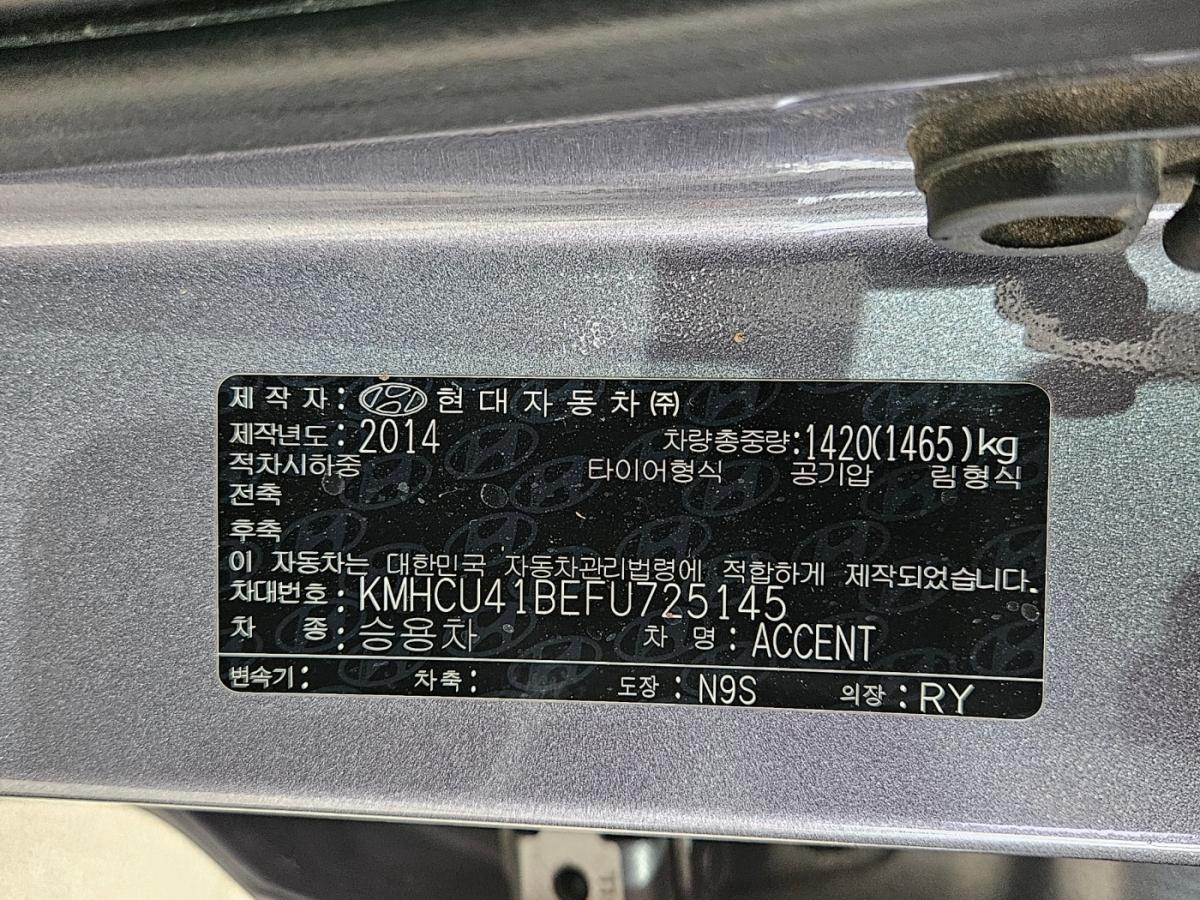 제 작 자 : 현 대 자 동 차 ㈜
제작년도 : 2014 차량총중량 : 1420(1465)kg
적차시하중 타이어형식 공기압 림형식
전축
후축
이 자동차는 대한민국 자동차관리법령에 적합하게 제작되었습니다.
차대번호 : KMHCU41BEFU725145
차 종 : 승용차 차 명 : ACCENT
변속기 : 차축 : 도장 : N9S 의장 : RY